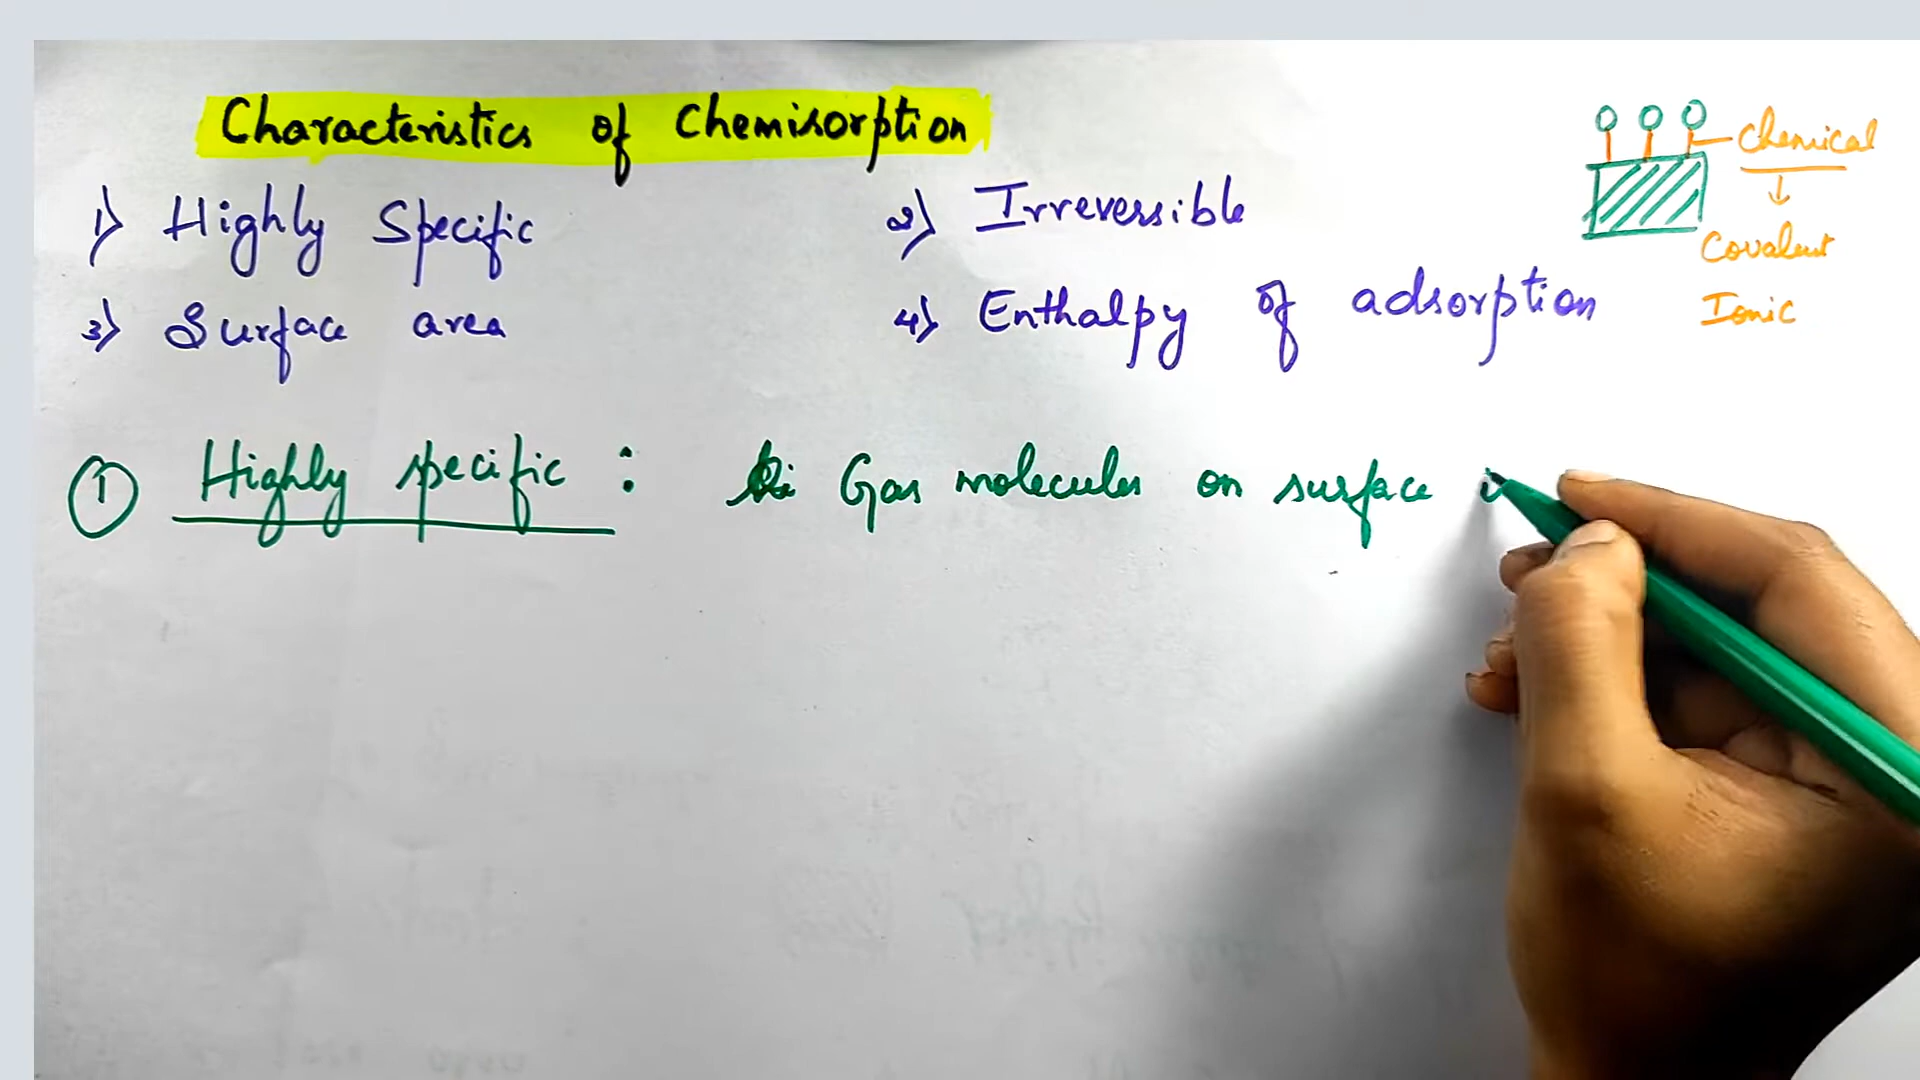 Characteristics of Chemisorption
1) Highly Specific
2) Irreversible
3) Surface area
4) Enthalpy of adsorption
Chemical
↓
Covalent
Ionic
① Highly specific : Gas molecules on surface